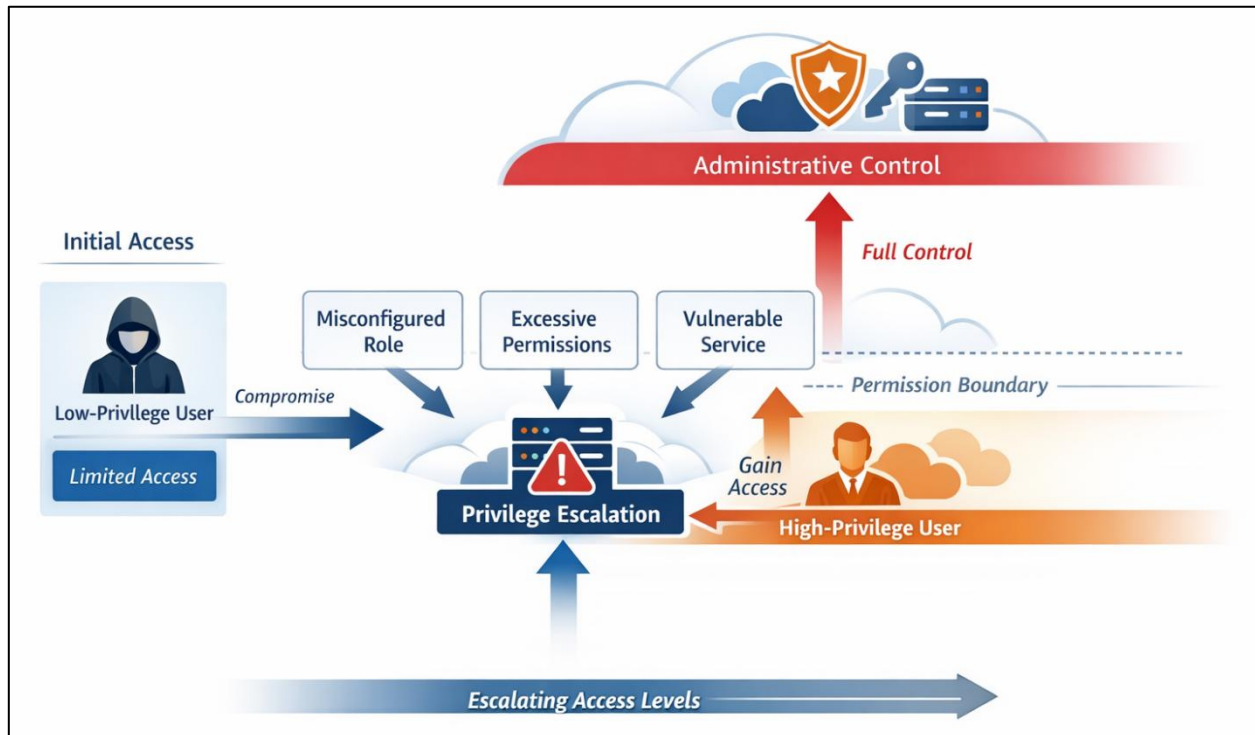 Administrative Control
Initial Access
Full Control
Misconfigured
Role
Excessive
Permissions
Vulnerable
Service
Permission Boundary
Compromise
Low-Privllege User
Limited Access
Gain
Access
Privilege Escalation
High-Privilege User
Escalating Access Levels